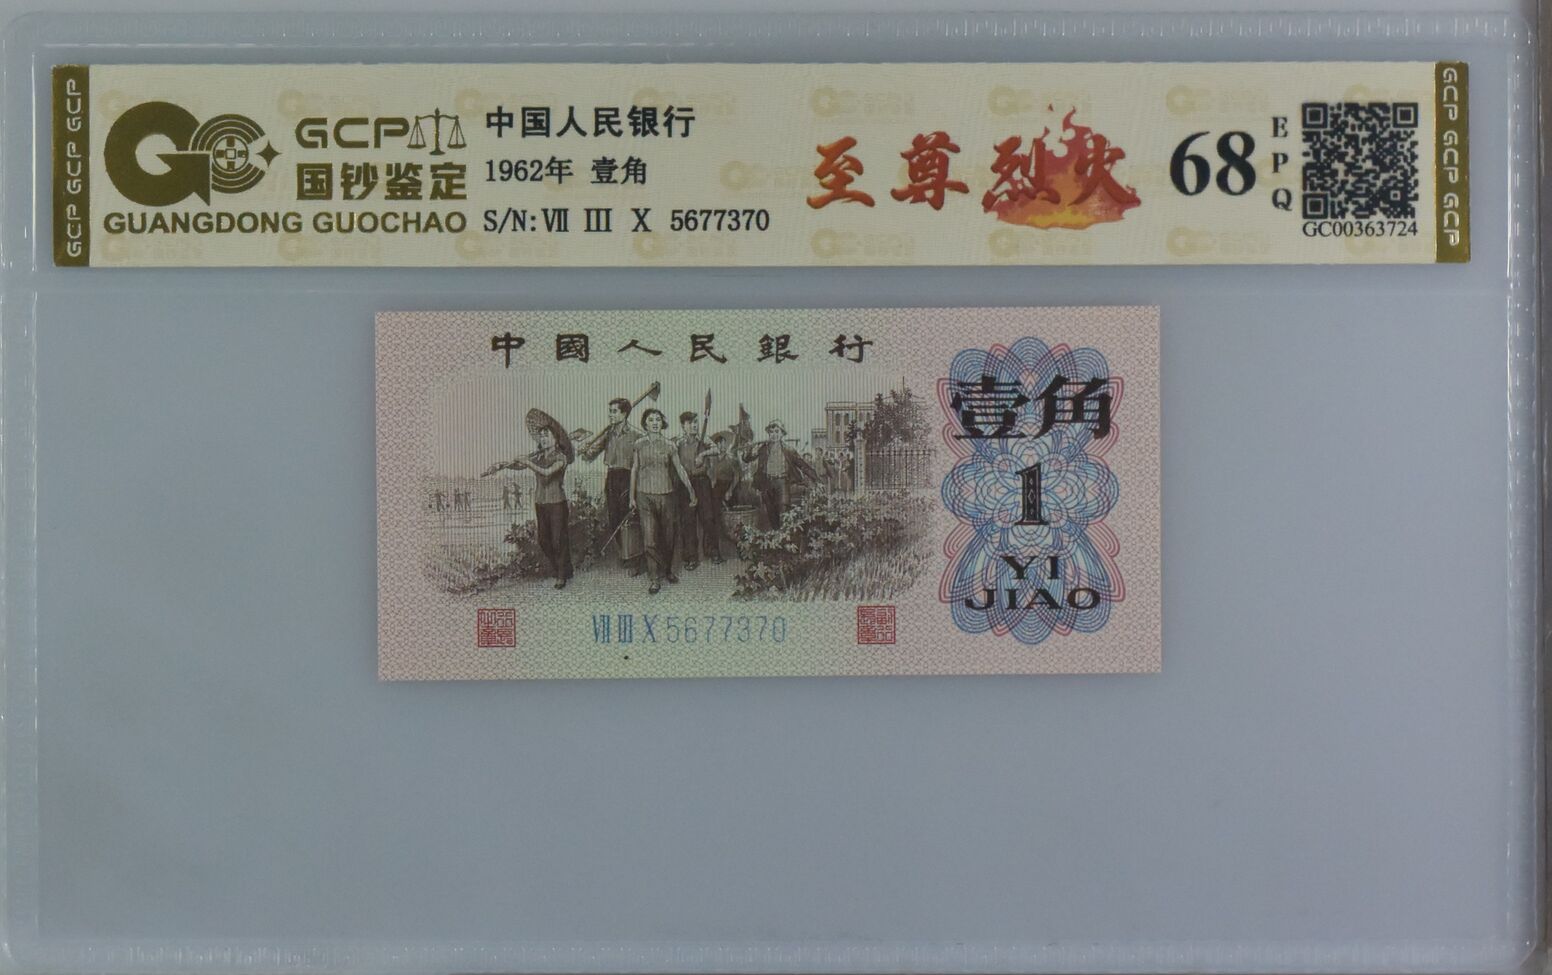 GCP
国钞鉴定
GUANGDONG GUOCHAO
中国人民银行
1962年 壹角
S/N: Ⅶ Ⅲ Ⅹ 5677370
至尊烈火
68
EPQ
GC00363724
GCP GCP GCP
GCP GCP GCP
中國人民銀行
壹角
1
YI
JIAO
Ⅶ Ⅲ Ⅹ 5677370